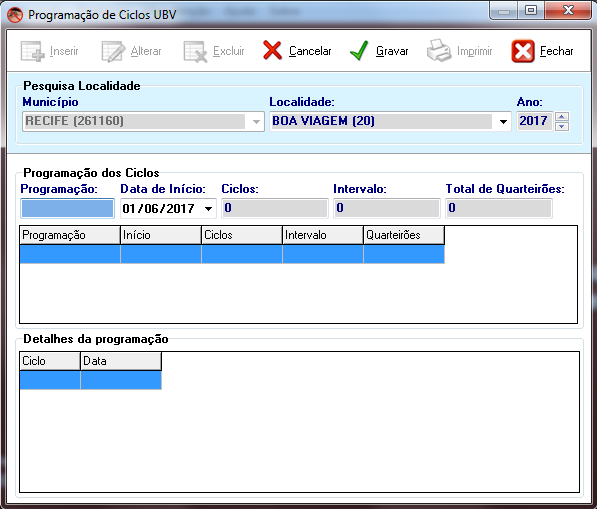 Programação de Ciclos UBV
Inserir Alterar Excluir Cancelar Gravar Imprimir Fechar
Pesquisa Localidade
Município Localidade: Ano:
RECIFE (261160) BOA VIAGEM (20) 2017
Programação dos Ciclos
Programação: Data de Início: Ciclos: Intervalo: Total de Quarteirões:
01/06/2017 0 0 0
Programação Início Ciclos Intervalo Quarteirões
Detalhes da programação
Ciclo Data